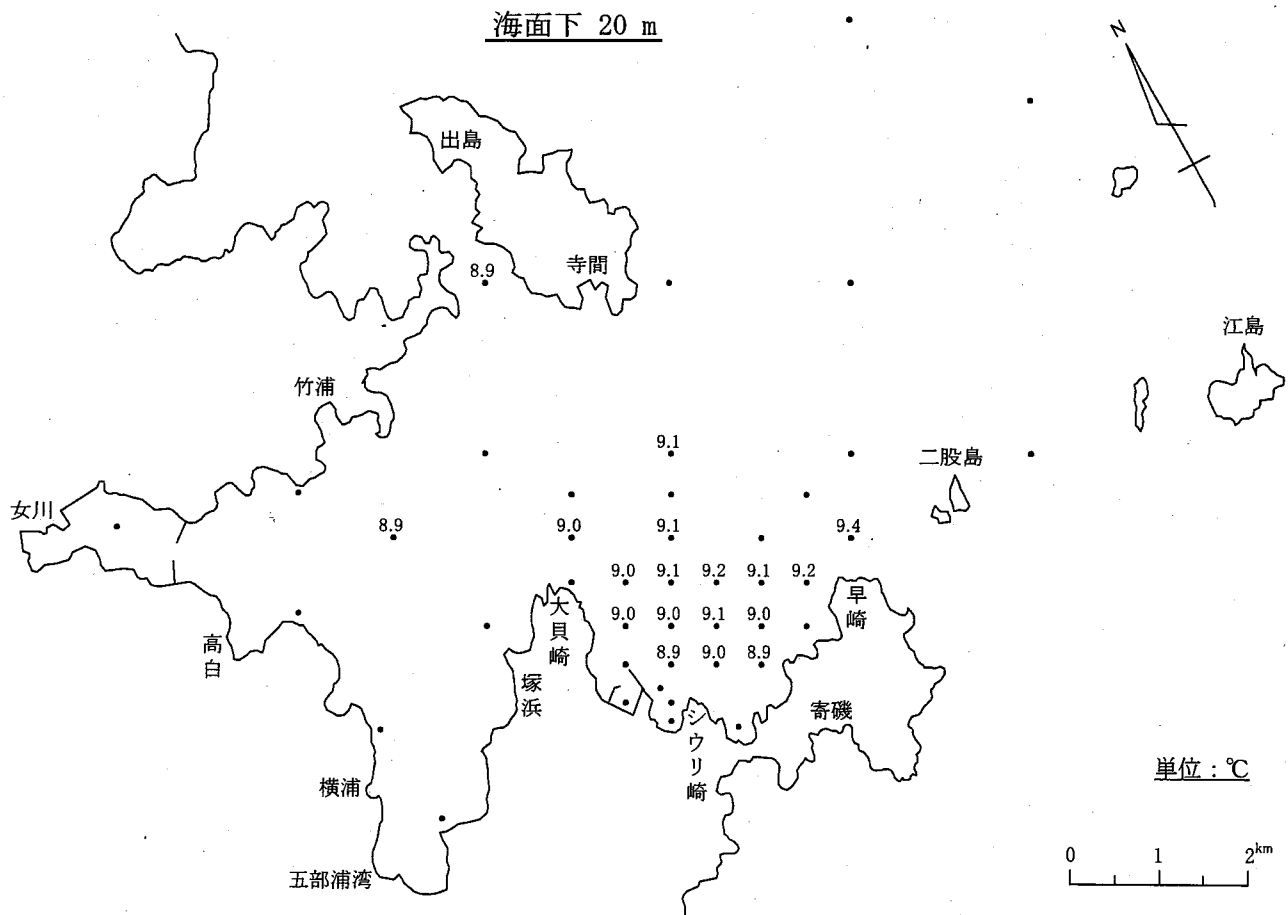 海面下 20 m
N
出島
寺間
8.9
江島
竹浦
9.1
二股島
女川
8.9
9.0
9.1
9.4
9.0
9.1
9.2
9.1
9.2
早崎
大貝崎
9.0
9.0
9.1
9.0
高白
8.9
9.0
8.9
塚浜
寄磯
シウリ崎
単位：℃
横浦
五部浦湾
0 1 2km